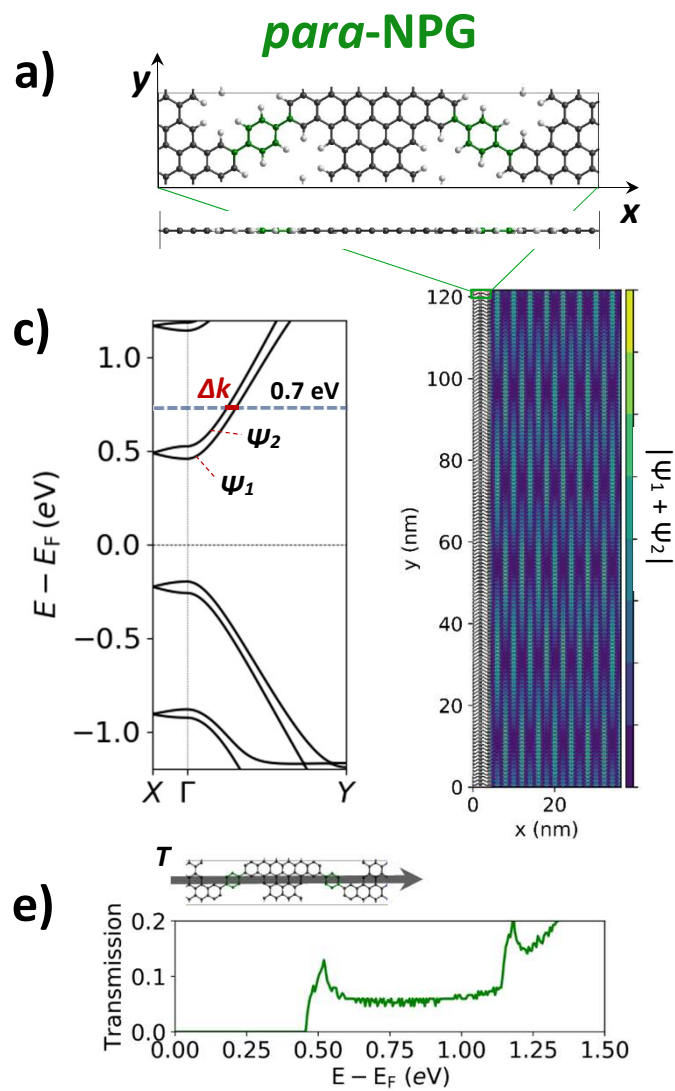 para-NPG
a)
y
x
c)
1.0
0.5
0.0
−0.5
−1.0
E − E_F (eV)
Δk
0.7 eV
Ψ2
Ψ1
X Γ Y
120
100
80
60
40
20
0
y (nm)
0 20
x (nm)
|Ψ1 + Ψ2|
T
e)
Transmission
0.2
0.1
0.0
0.00 0.25 0.50 0.75 1.00 1.25 1.50
E − E_F (eV)